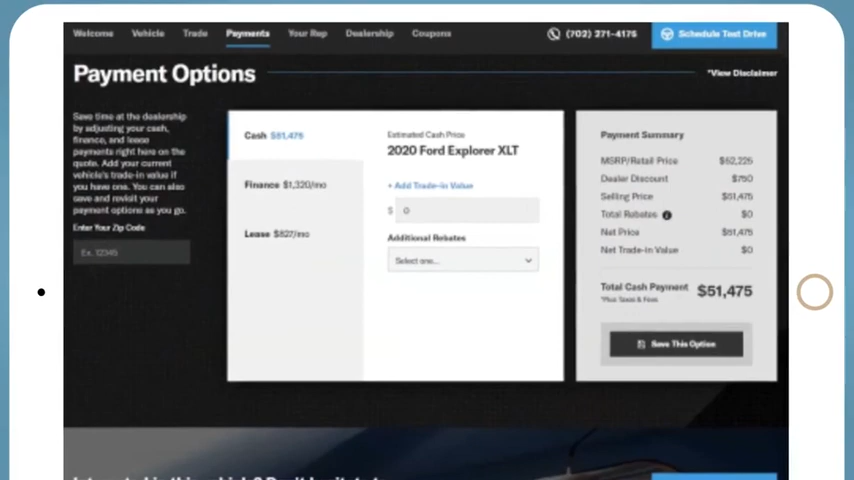 Welcome Vehicle Trade Payments Your Rep Dealership Coupons (702) 271-4176 Schedule Test Drive
Payment Options
*View Disclaimer
Save time at the dealership
by adjusting your cash,
finance, and lease
payments right here on the
quote. Add your current
vehicle's trade-in value if
you have one. You can also
save and revisit your
payment options as you go.
Enter Your Zip Code
Ex. 12345
Cash $51,475
Finance $1,320/mo
Lease $827/mo
Estimated Cash Price
2020 Ford Explorer XLT
+ Add Trade-in Value
$ 0
Additional Rebates
Select one...
Payment Summary
MSRP/Retail Price $52,225
Dealer Discount $750
Selling Price $51,475
Total Rebates $0
Net Price $51,475
Net Trade-in Value $0
Total Cash Payment $51,475
*Plus Taxes & Fees
Save This Option